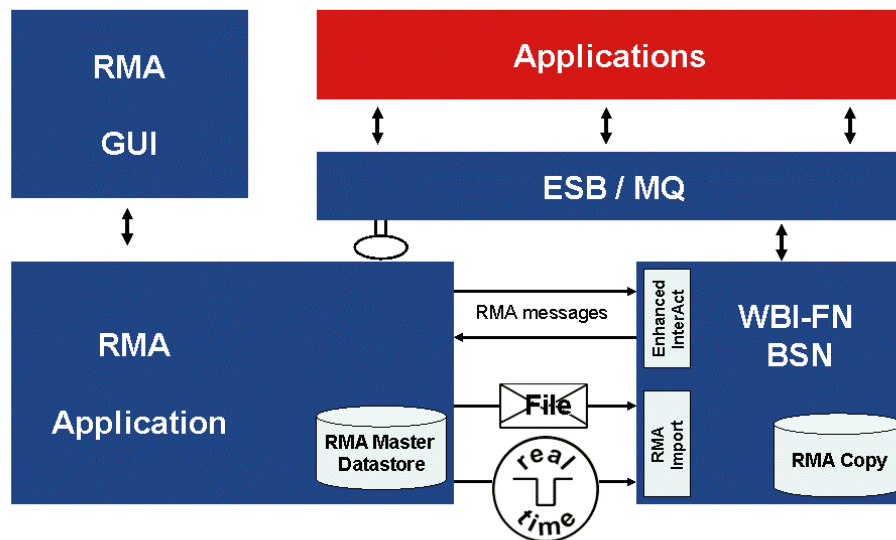 RMA
GUI
Applications
ESB / MQ
RMA
Application
RMA Master
Datastore
RMA messages
File
real
time
Enhanced
InterAct
RMA
Import
WBI-FN
BSN
RMA Copy